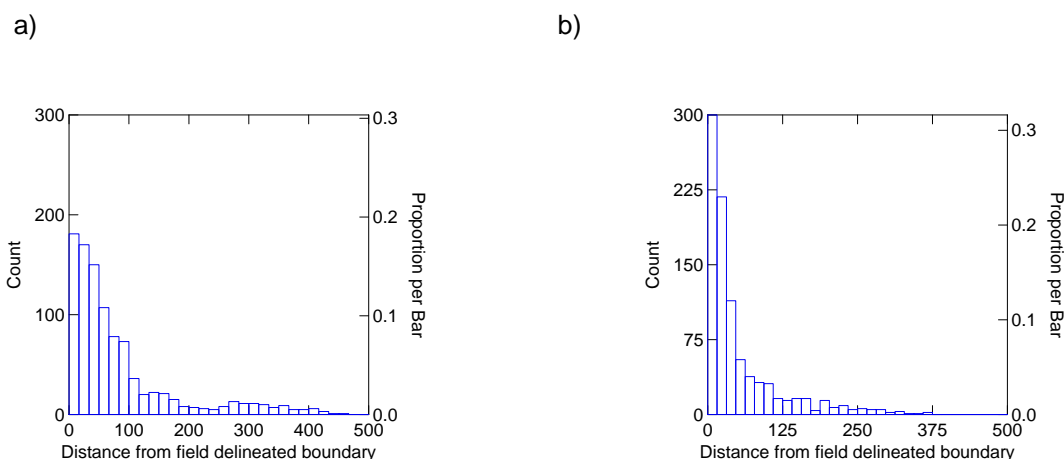 a)
b)
300
200
100
0
0.3
0.2
0.1
0.0
Count
Proportion per Bar
0 100 200 300 400 500
Distance from field delineated boundary
300
225
150
75
0
0.3
0.2
0.1
0.0
Count
Proportion per Bar
0 125 250 375 500
Distance from field delineated boundary